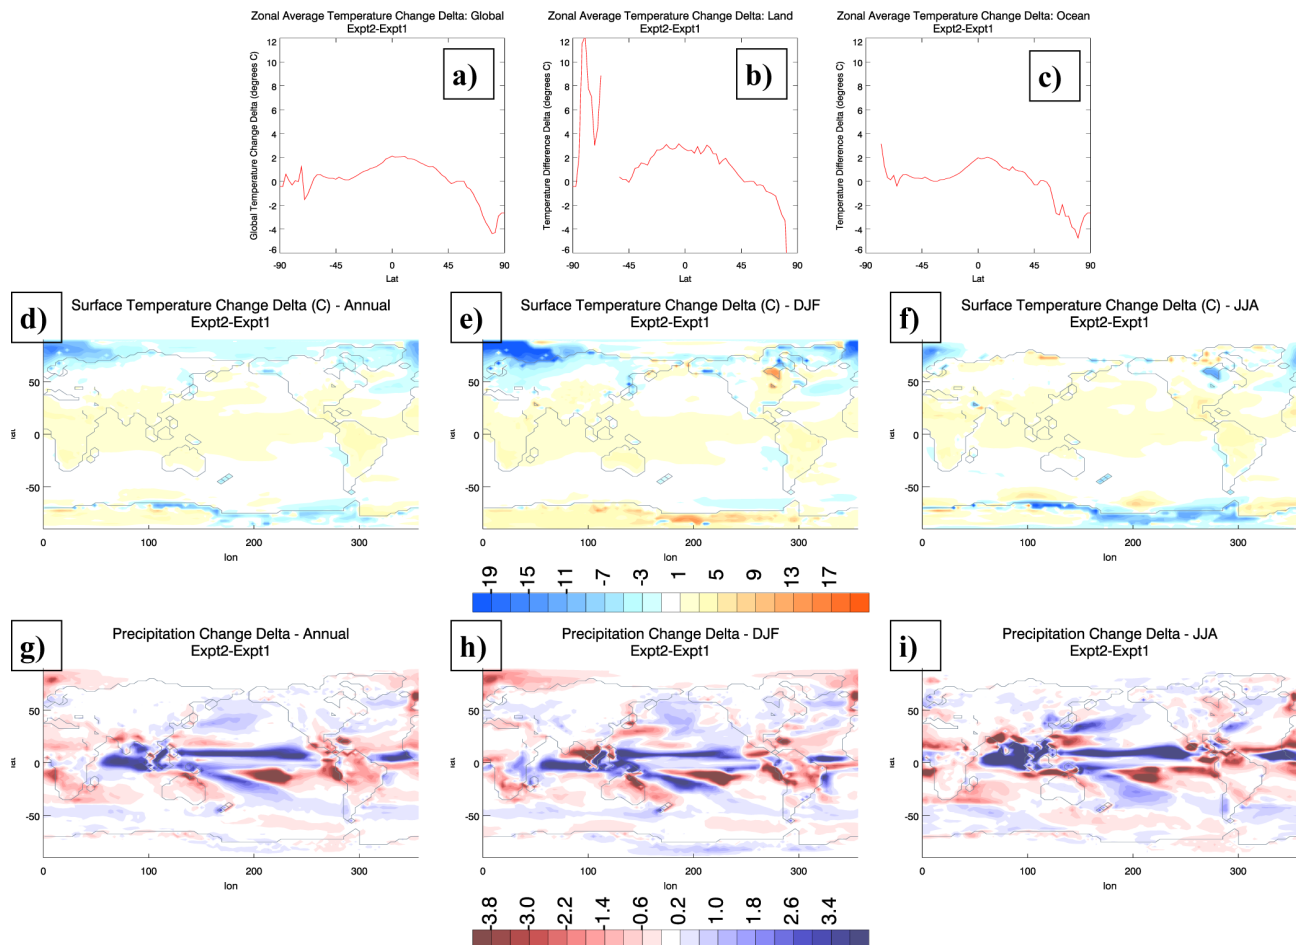 Zonal Average Temperature Change Delta: Global
Expt2-Expt1
Zonal Average Temperature Change Delta: Land
Expt2-Expt1
Zonal Average Temperature Change Delta: Ocean
Expt2-Expt1
a)
b)
c)
Global Temperature Change Delta (degrees C)
12
10
8
6
4
2
0
-2
-4
-6
-90
-45
0
45
90
Lat
Temperature Difference Delta (degrees C)
12
10
8
6
4
2
0
-2
-4
-6
-90
-45
0
45
90
Lat
Temperature Difference Delta (degrees C)
12
10
8
6
4
2
0
-2
-4
-6
-90
-45
0
45
90
Lat
d)
Surface Temperature Change Delta (C) - Annual
Expt2-Expt1
lat
50
0
-50
0
100
200
300
lon
e)
Surface Temperature Change Delta (C) - DJF
Expt2-Expt1
lat
50
0
-50
0
100
200
300
lon
f)
Surface Temperature Change Delta (C) - JJA
Expt2-Expt1
lat
50
0
-50
0
100
200
300
lon
-19 -15 -11 -7 -3 1 5 9 13 17
g)
Precipitation Change Delta - Annual
Expt2-Expt1
lat
50
0
-50
0
100
200
300
lon
h)
Precipitation Change Delta - DJF
Expt2-Expt1
lat
50
0
-50
0
100
200
300
lon
i)
Precipitation Change Delta - JJA
Expt2-Expt1
lat
50
0
-50
0
100
200
300
lon
-3.8 -3.0 -2.2 -1.4 -0.6 0.2 1.0 1.8 2.6 3.4